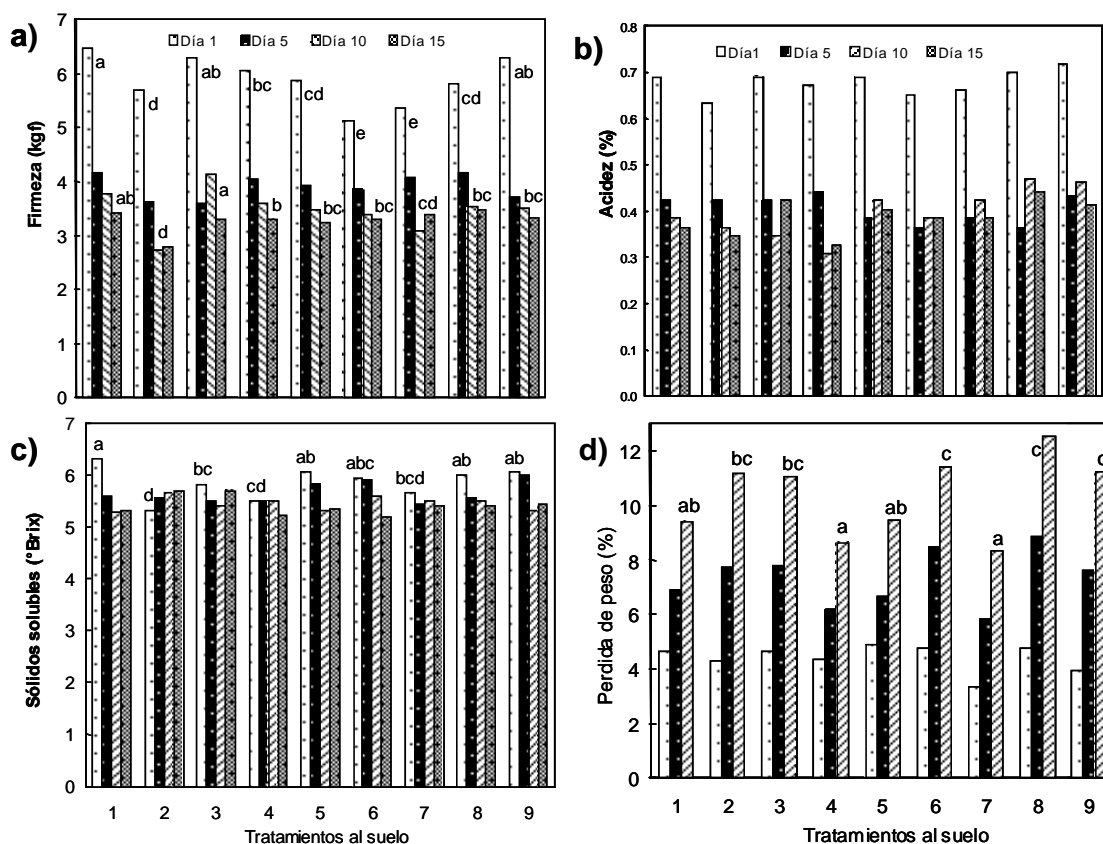 a)
Firmeza (kgf)
7
6
5
4
3
2
1
0
Día 1 Día 5 Día 10 Día 15
a d ab bc cd e e cd ab
ab d a b bc bc cd bc bc
b)
Acidez (%)
0.8
0.7
0.6
0.5
0.4
0.3
0.2
0.1
0.0
Día1 Día 5 Día 10 Día 15
c)
Sólidos solubles (°Brix)
7
6
5
4
3
2
1
0
a d bc cd ab abc bcd ab ab
1 2 3 4 5 6 7 8 9
Tratamientos al suelo
d)
Perdida de peso (%)
12
10
8
6
4
2
0
ab bc bc a ab c a c c
1 2 3 4 5 6 7 8 9
Tratamientos al suelo